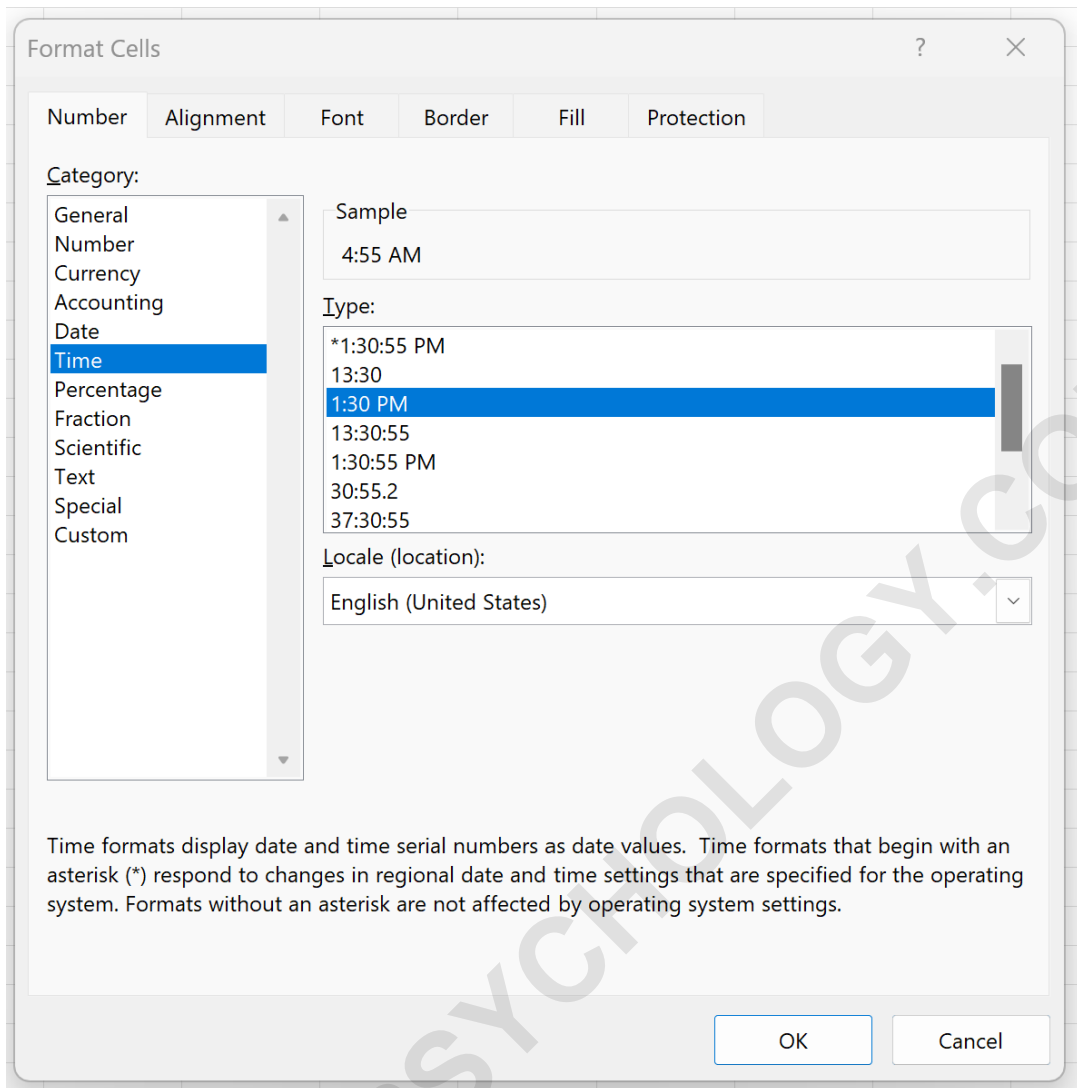 Format Cells ?
Number Alignment Font Border Fill Protection
Category:
General
Number
Currency
Accounting
Date
Time
Percentage
Fraction
Scientific
Text
Special
Custom
Sample
4:55 AM
Type:
*1:30:55 PM
13:30
1:30 PM
13:30:55
1:30:55 PM
30:55.2
37:30:55
Locale (location):
English (United States)
Time formats display date and time serial numbers as date values.  Time formats that begin with an
asterisk (*) respond to changes in regional date and time settings that are specified for the operating
system. Formats without an asterisk are not affected by operating system settings.
OK Cancel